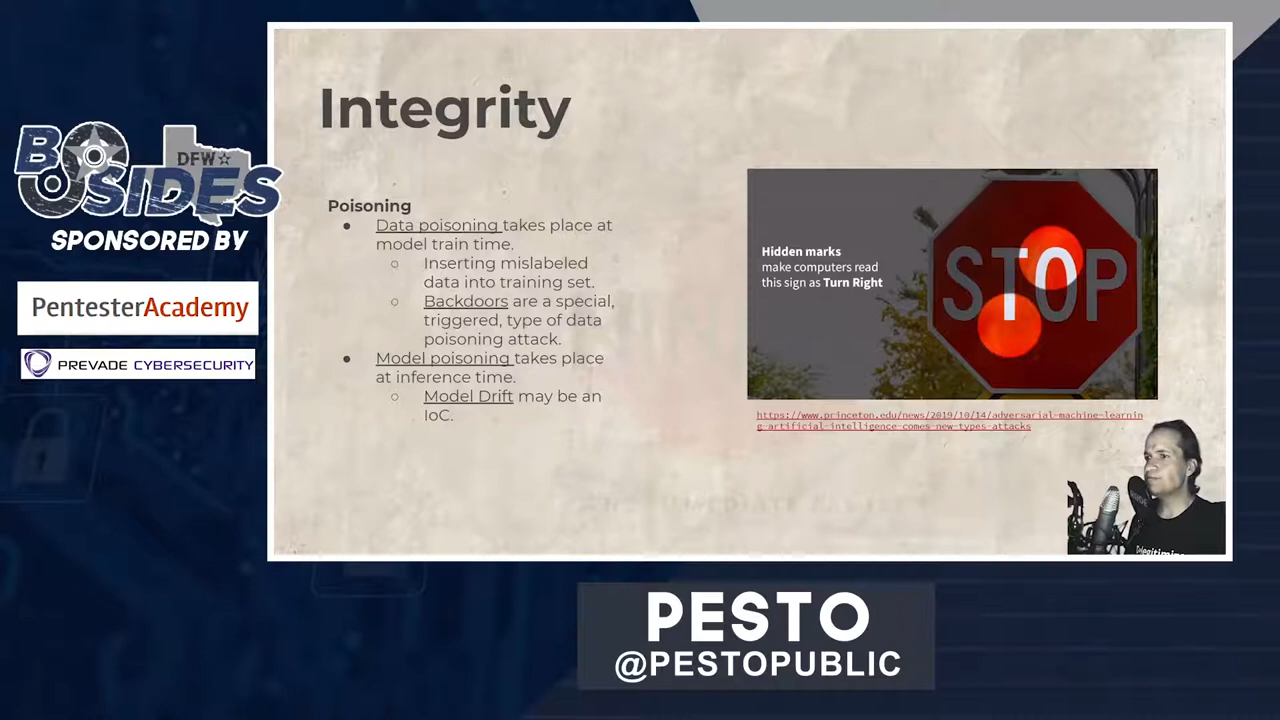 Integrity
BSIDES
DFW
SPONSORED BY
PentesterAcademy
PREVADE CYBERSECURITY
Poisoning
● Data poisoning takes place at
model train time.
○ Inserting mislabeled
data into training set.
○ Backdoors are a special,
triggered, type of data
poisoning attack.
● Model poisoning takes place
at inference time.
○ Model Drift may be an
IoC.
Hidden marks
make computers read
this sign as Turn Right
STOP
https://www.princeton.edu/news/2019/10/14/adversarial-machine-learnin
g-artificial-intelligence-comes-new-types-attacks
PESTO
@PESTOPUBLIC